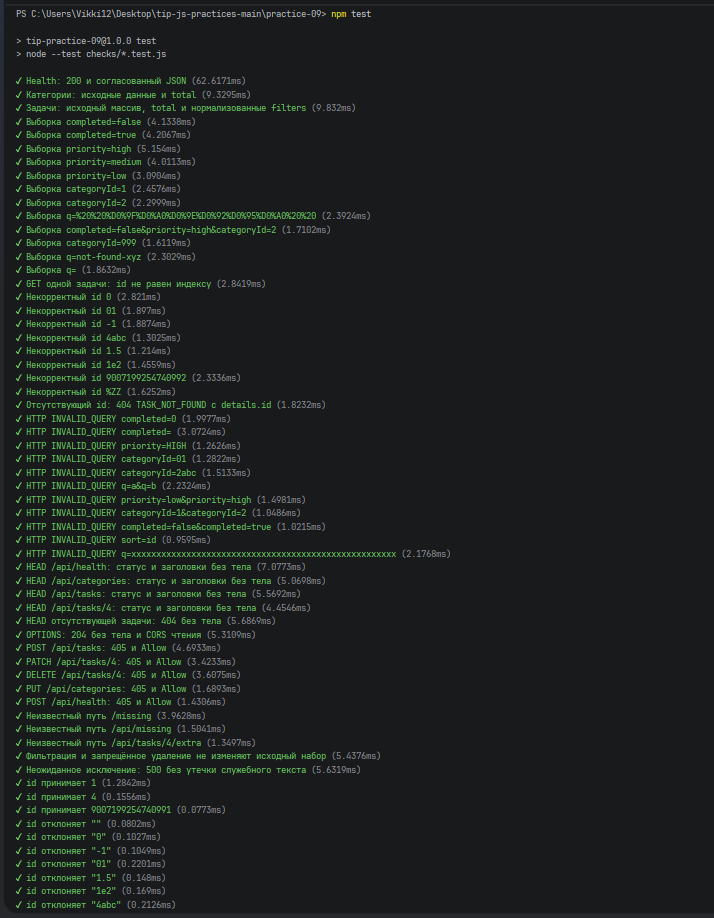 PS C:\Users\Vikki12\Desktop\tip-js-practices-main\practice-09> npm test
> tip-practice-09@1.0.0 test
> node --test checks/*.test.js
✓ Health: 200 и согласованный JSON (62.6171ms)
✓ Категории: исходные данные и total (9.3295ms)
✓ Задачи: исходный массив, total и нормализованные filters (9.832ms)
✓ Выборка completed=false (4.1338ms)
✓ Выборка completed=true (4.2067ms)
✓ Выборка priority=high (5.154ms)
✓ Выборка priority=medium (4.0113ms)
✓ Выборка priority=low (3.0904ms)
✓ Выборка categoryId=1 (2.4576ms)
✓ Выборка categoryId=2 (2.2999ms)
✓ Выборка q=%20%20%D0%9F%D0%A0%D0%9E%D0%92%D0%95%D0%A0%20%20 (2.3924ms)
✓ Выборка completed=false&priority=high&categoryId=2 (1.7102ms)
✓ Выборка categoryId=999 (1.6119ms)
✓ Выборка q=not-found-xyz (2.3029ms)
✓ Выборка q= (1.8632ms)
✓ GET одной задачи: id не равен индексу (2.8419ms)
✓ Некорректный id 0 (2.821ms)
✓ Некорректный id 01 (1.897ms)
✓ Некорректный id -1 (1.8874ms)
✓ Некорректный id 4abc (1.3025ms)
✓ Некорректный id 1.5 (1.214ms)
✓ Некорректный id 1e2 (1.4559ms)
✓ Некорректный id 9007199254740992 (2.3336ms)
✓ Некорректный id %ZZ (1.6252ms)
✓ Отсутствующий id: 404 TASK_NOT_FOUND с details.id (1.8232ms)
✓ HTTP INVALID_QUERY completed=0 (1.9977ms)
✓ HTTP INVALID_QUERY completed= (3.0724ms)
✓ HTTP INVALID_QUERY priority=HIGH (1.2626ms)
✓ HTTP INVALID_QUERY categoryId=01 (1.2822ms)
✓ HTTP INVALID_QUERY categoryId=2abc (1.5133ms)
✓ HTTP INVALID_QUERY q=a&q=b (2.2324ms)
✓ HTTP INVALID_QUERY priority=low&priority=high (1.4981ms)
✓ HTTP INVALID_QUERY categoryId=1&categoryId=2 (1.0486ms)
✓ HTTP INVALID_QUERY completed=false&completed=true (1.0215ms)
✓ HTTP INVALID_QUERY sort=id (0.9595ms)
✓ HTTP INVALID_QUERY (2.1768ms)
✓ HEAD /api/health: статус и заголовки без тела (7.0773ms)
✓ HEAD /api/categories: статус и заголовки без тела (5.0698ms)
✓ HEAD /api/tasks: статус и заголовки без тела (5.5692ms)
✓ HEAD /api/tasks/4: статус и заголовки без тела (4.4546ms)
✓ HEAD отсутствующей задачи: 404 без тела (5.6869ms)
✓ OPTIONS: 204 без тела и CORS чтения (5.3109ms)
✓ POST /api/tasks: 405 и Allow (4.6933ms)
✓ PATCH /api/tasks/4: 405 и Allow (3.4233ms)
✓ DELETE /api/tasks/4: 405 и Allow (3.6075ms)
✓ PUT /api/categories: 405 и Allow (1.6893ms)
✓ POST /api/health: 405 и Allow (1.4306ms)
✓ Неизвестный путь /missing (3.9628ms)
✓ Неизвестный путь /api/missing (1.5041ms)
✓ Неизвестный путь /api/tasks/4/extra (1.3497ms)
✓ Фильтрация и запрещённое удаление не изменяют исходный набор (5.4376ms)
✓ Неожиданное исключение: 500 без утечки служебного текста (5.6319ms)
✓ id принимает 1 (1.2842ms)
✓ id принимает 4 (0.1556ms)
✓ id принимает 9007199254740991 (0.0773ms)
✓ id отклоняет "" (0.0802ms)
✓ id отклоняет "0" (0.1027ms)
✓ id отклоняет "-1" (0.1049ms)
✓ id отклоняет "01" (0.2201ms)
✓ id отклоняет "1.5" (0.148ms)
✓ id отклоняет "1e2" (0.169ms)
✓ id отклоняет "4abc" (0.2126ms)